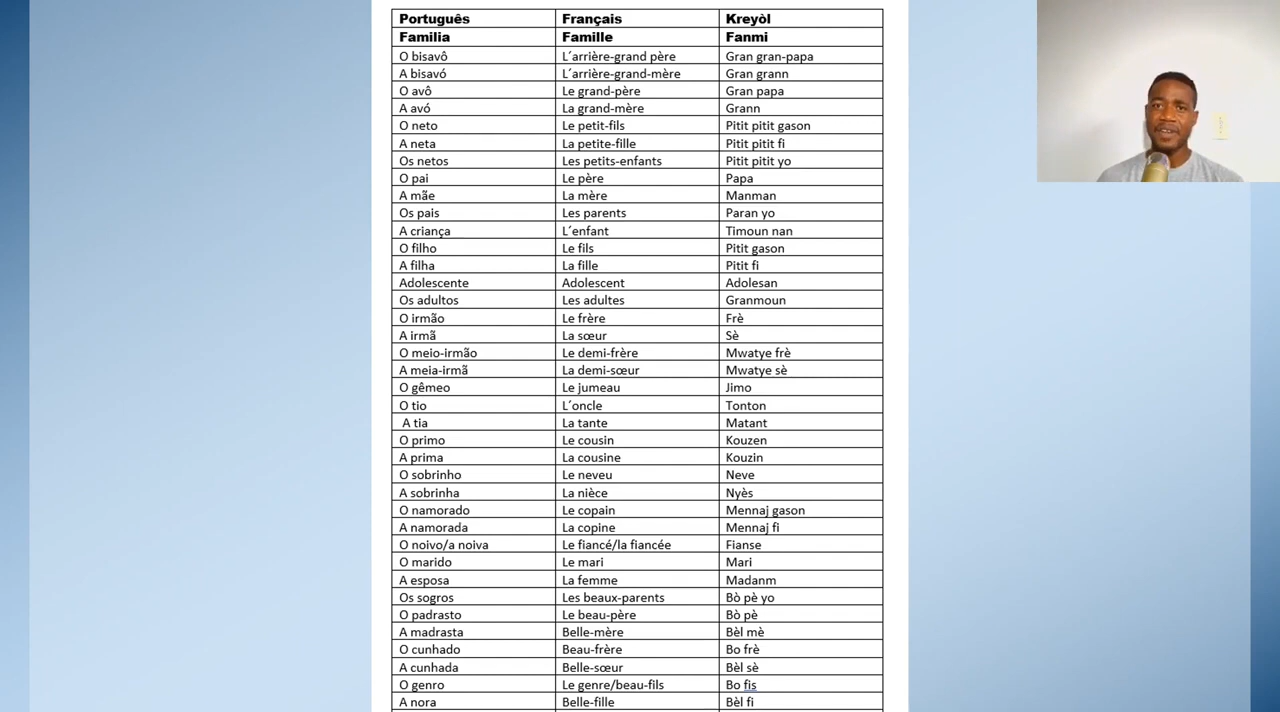 Português Français Kreyòl
Familia Famille Fanmi
O bisavô L´arrière-grand père Gran gran-papa
A bisavó L´arrière-grand-mère Gran grann
O avô Le grand-père Gran papa
A avó La grand-mère Grann
O neto Le petit-fils Pitit pitit gason
A neta La petite-fille Pitit pitit fi
Os netos Les petits-enfants Pitit pitit yo
O pai Le père Papa
A mãe La mère Manman
Os pais Les parents Paran yo
A criança L´enfant Timoun nan
O filho Le fils Pitit gason
A filha La fille Pitit fi
Adolescente Adolescent Adolesan
Os adultos Les adultes Granmoun
O irmão Le frère Frè
A irmã La sœur Sè
O meio-irmão Le demi-frère Mwatye frè
A meia-irmã La demi-sœur Mwatye sè
O gêmeo Le jumeau Jimo
O tio L´oncle Tonton
A tia La tante Matant
O primo Le cousin Kouzen
A prima La cousine Kouzin
O sobrinho Le neveu Neve
A sobrinha La nièce Nyès
O namorado Le copain Mennaj gason
A namorada La copine Mennaj fi
O noivo/a noiva Le fiancé/la fiancée Fianse
O marido Le mari Mari
A esposa La femme Madanm
Os sogros Les beaux-parents Bò pè yo
O padrasto Le beau-père Bò pè
A madrasta Belle-mère Bèl mè
O cunhado Beau-frère Bo frè
A cunhada Belle-sœur Bèl sè
O genro Le genre/beau-fils Bo fis
A nora Belle-fille Bèl fi